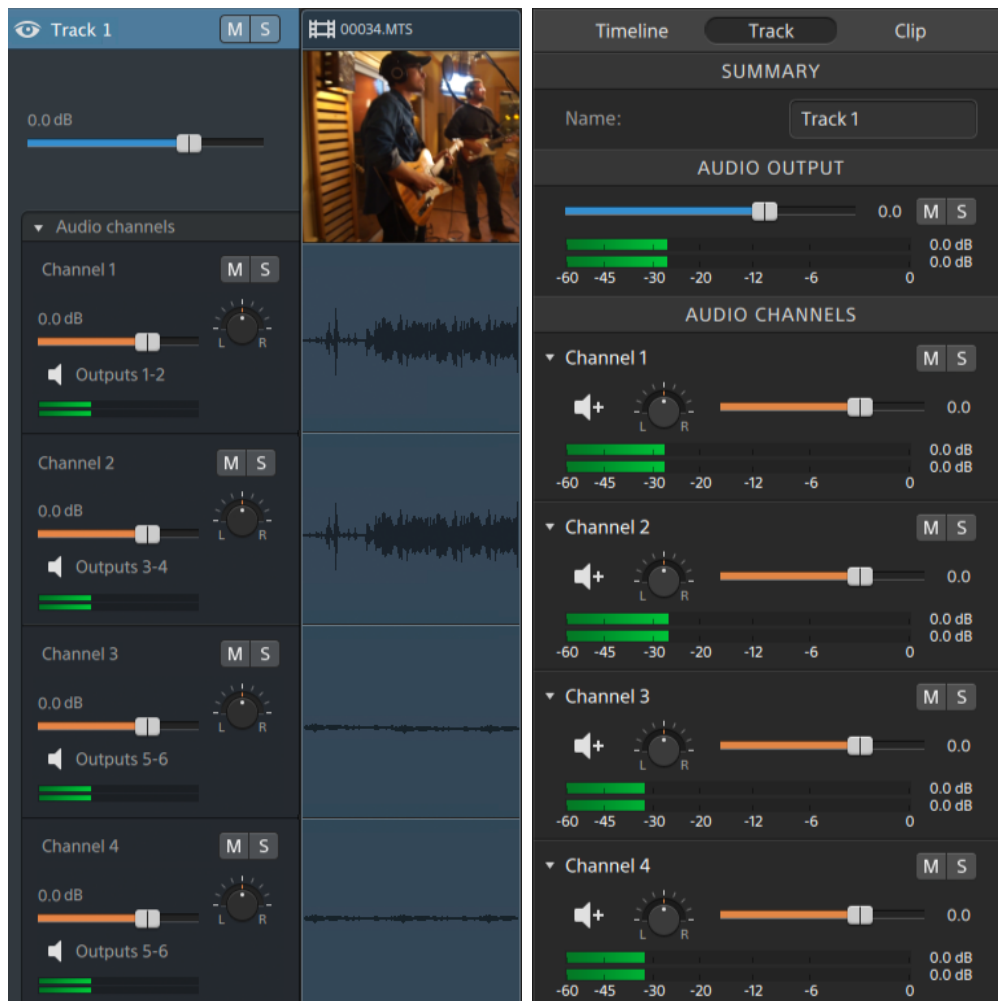 Track 1 M S
00034.MTS
0.0 dB
Audio channels
Channel 1 M S
0.0 dB
L R
Outputs 1-2
Channel 2 M S
0.0 dB
L R
Outputs 3-4
Channel 3 M S
0.0 dB
L R
Outputs 5-6
Channel 4 M S
0.0 dB
L R
Outputs 5-6
Timeline Track Clip
SUMMARY
Name: Track 1
AUDIO OUTPUT
0.0 M S
0.0 dB
0.0 dB
-60 -45 -30 -20 -12 -6 0
AUDIO CHANNELS
Channel 1 M S
L R
0.0
0.0 dB
0.0 dB
-60 -45 -30 -20 -12 -6 0
Channel 2 M S
L R
0.0
0.0 dB
0.0 dB
-60 -45 -30 -20 -12 -6 0
Channel 3 M S
L R
0.0
0.0 dB
0.0 dB
-60 -45 -30 -20 -12 -6 0
Channel 4 M S
L R
0.0
0.0 dB
0.0 dB
-60 -45 -30 -20 -12 -6 0